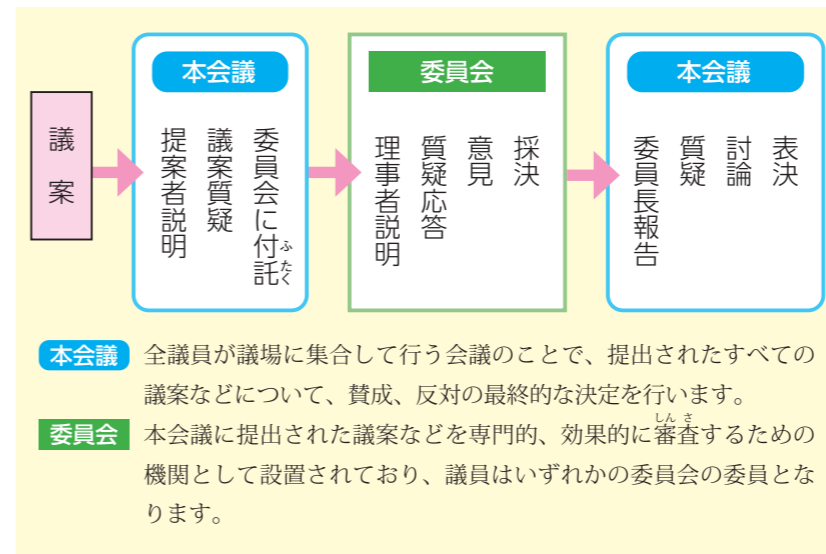 議案
本会議
提案者説明
議案質疑
委員会に付託
ふたく
委員会
理事者説明
質疑応答
意見
採決
本会議
委員長報告
質疑
討論
表決
本会議 全議員が議場に集合して行う会議のことで、提出されたすべての
議案などについて、賛成、反対の最終的な決定を行います。
しんさ
委員会 本会議に提出された議案などを専門的、効果的に審査するための
機関として設置されており、議員はいずれかの委員会の委員とな
ります。